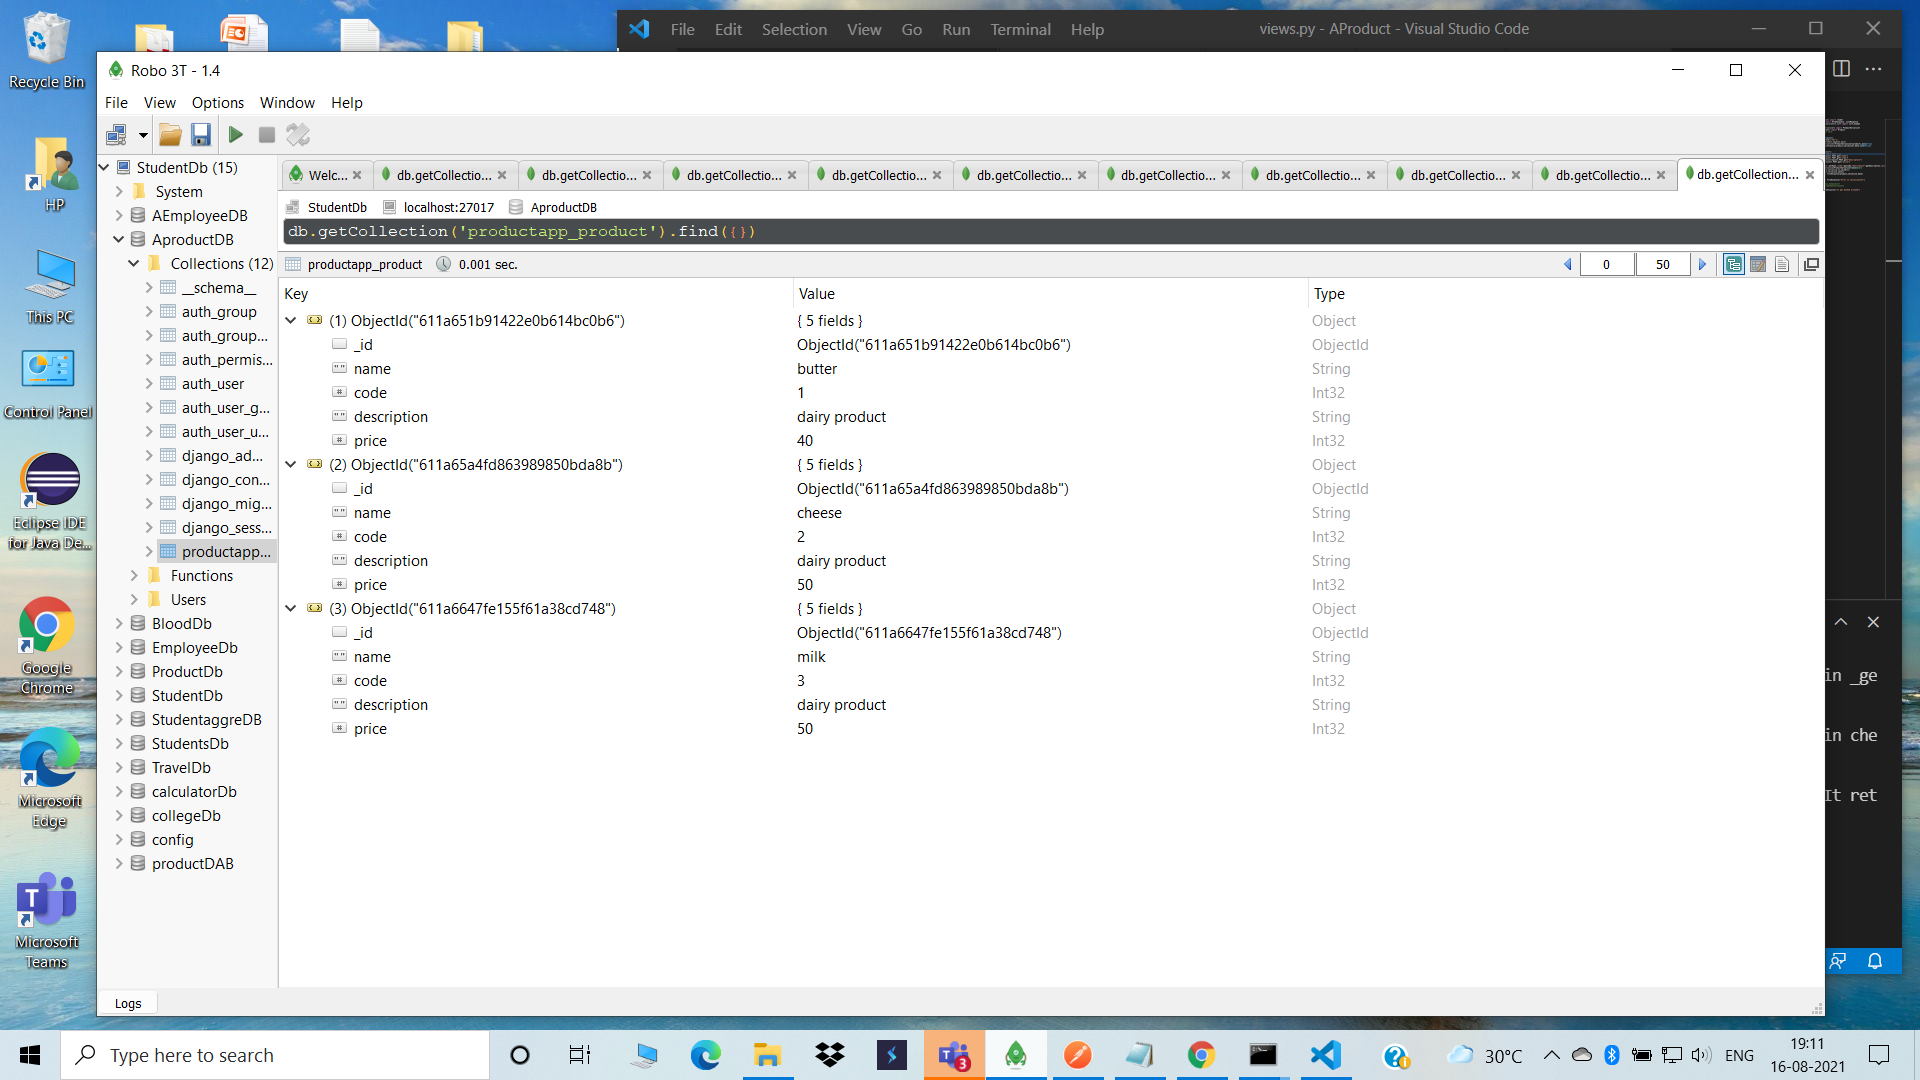 Recycle Bin
HP
This PC
Control Panel
Eclipse IDE
for Java De...
Google
Chrome
Microsoft
Edge
Microsoft
Teams
File Edit Selection View Go Run Terminal Help
views.py - AProduct - Visual Studio Code
Robo 3T - 1.4
File View Options Window Help
StudentDb (15)
System
AEmployeeDB
AproductDB
Collections (12)
__schema__
auth_group
auth_group...
auth_permis...
auth_user
auth_user_g...
auth_user_u...
django_ad...
django_con...
django_mig...
django_sess...
productapp...
Functions
Users
BloodDb
EmployeeDb
ProductDb
StudentDb
StudentaggreDB
StudentsDb
TravelDb
calculatorDb
collegeDb
config
productDAB
Welc... db.getCollectio... db.getCollectio... db.getCollectio... db.getCollectio... db.getCollectio... db.getCollectio... db.getCollectio... db.getCollectio... db.getCollectio... db.getCollection...
StudentDb localhost:27017 AproductDB
db.getCollection('productapp_product').find({})
productapp_product 0.001 sec. 0 50
Key Value Type
(1) ObjectId("611a651b91422e0b614bc0b6") { 5 fields } Object
_id ObjectId("611a651b91422e0b614bc0b6") ObjectId
name butter String
code 1 Int32
description dairy product String
price 40 Int32
(2) ObjectId("611a65a4fd863989850bda8b") { 5 fields } Object
_id ObjectId("611a65a4fd863989850bda8b") ObjectId
name cheese String
code 2 Int32
description dairy product String
price 50 Int32
(3) ObjectId("611a6647fe155f61a38cd748") { 5 fields } Object
_id ObjectId("611a6647fe155f61a38cd748") ObjectId
name milk String
code 3 Int32
description dairy product String
price 50 Int32
in _ge
in che
It ret
Logs
Type here to search
3
30°C
ENG
19:11
16-08-2021